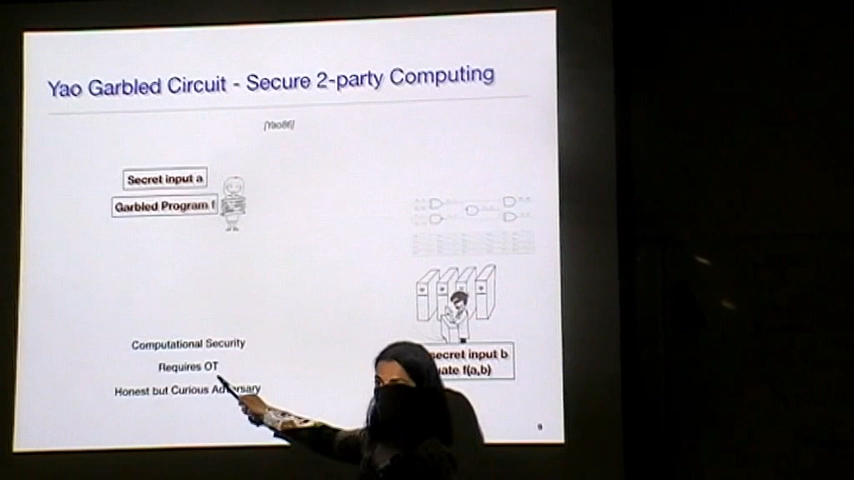 Yao Garbled Circuit - Secure 2-party Computing
[Yao86]
Secret input a
Garbled Program f
secret input b
f(a,b)
Computational Security
Requires OT
Honest but Curious Adversary
9